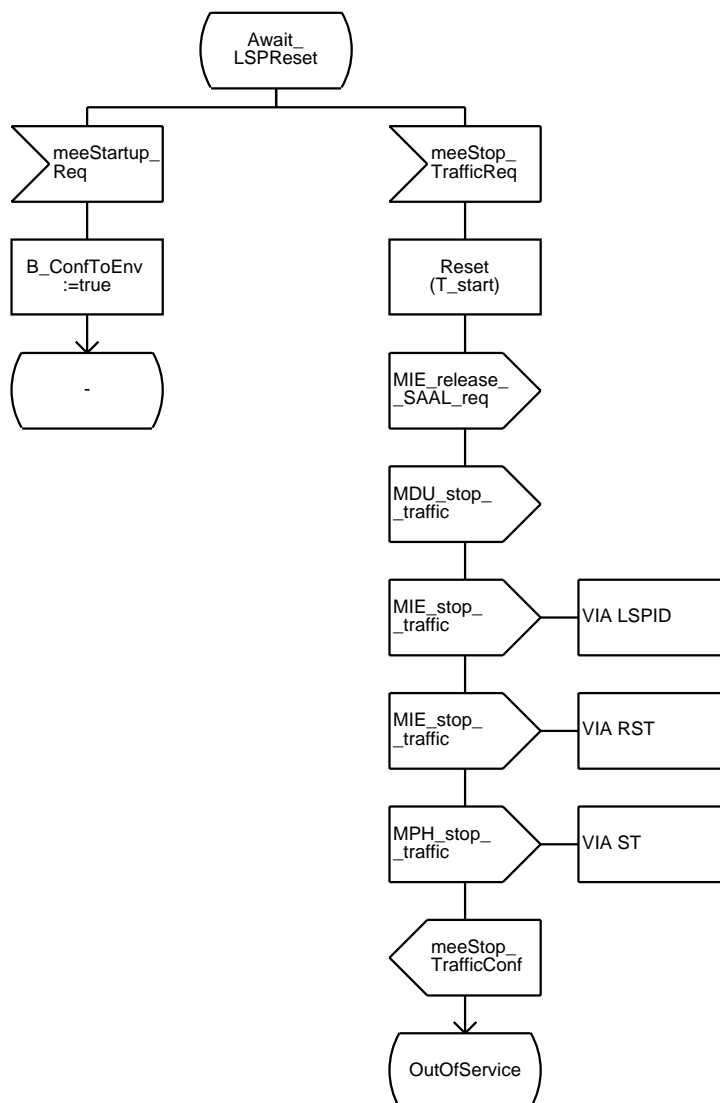 Await_
LSPReset
meeStartup_
Req
B_ConfToEnv
:=true
-
meeStop_
TrafficReq
Reset
(T_start)
MIE_release_
_SAAL_req
MDU_stop_
_traffic
MIE_stop_
_traffic
VIA LSPID
MIE_stop_
_traffic
VIA RST
MPH_stop_
_traffic
VIA ST
meeStop_
TrafficConf
OutOfService